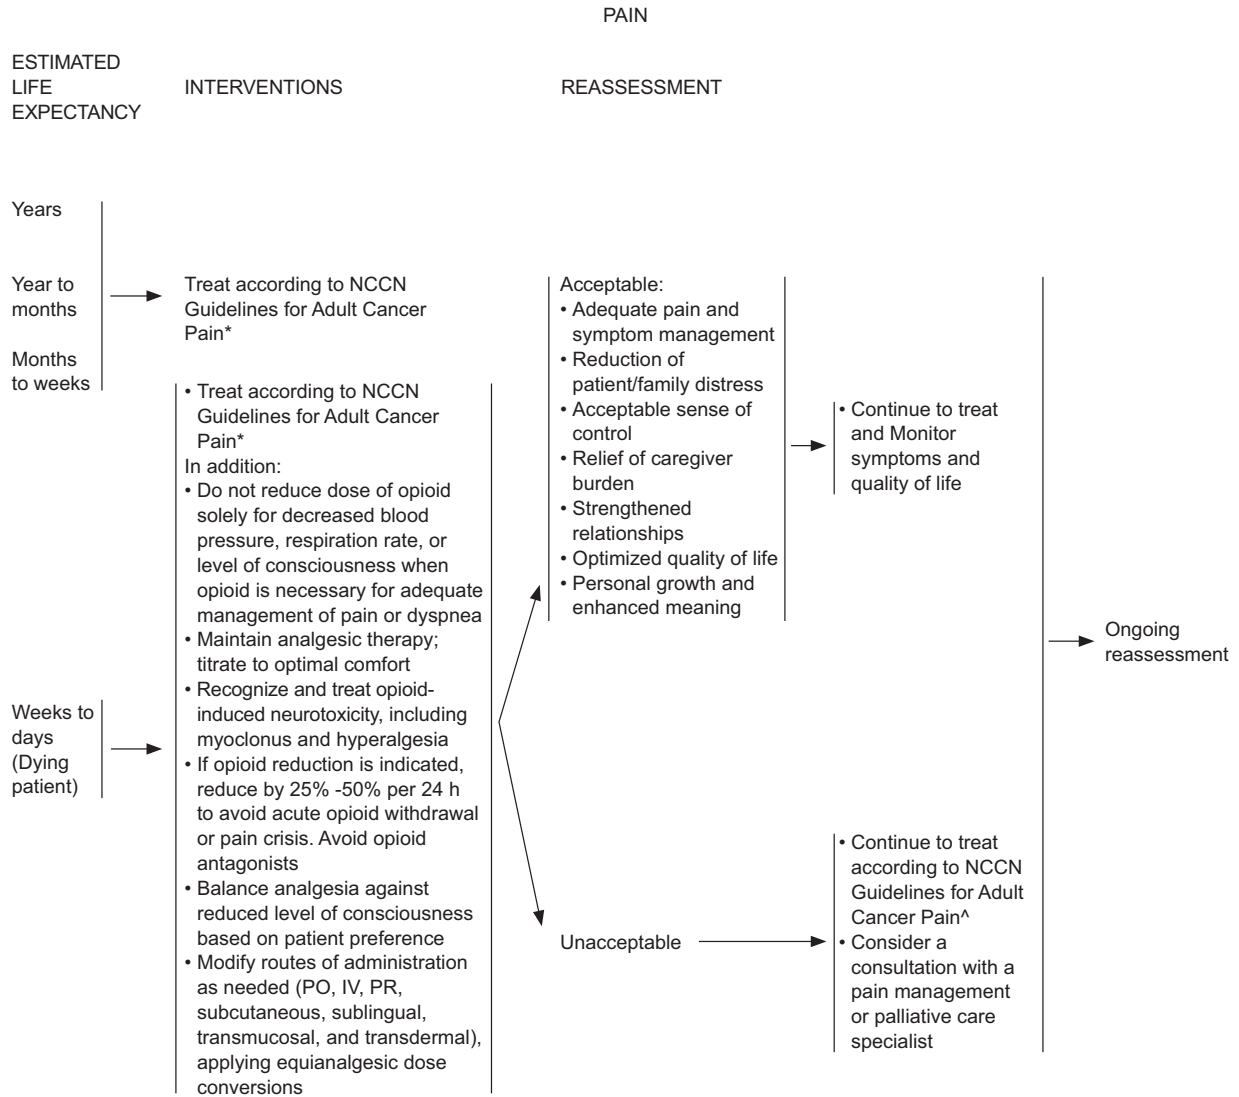 PAIN
ESTIMATED
LIFE
EXPECTANCY
INTERVENTIONS
REASSESSMENT
Years
Year to
months
Months
to weeks
Treat according to NCCN
Guidelines for Adult Cancer
Pain*
Weeks to
days
(Dying
patient)
• Treat according to NCCN
Guidelines for Adult Cancer
Pain*
In addition:
• Do not reduce dose of opioid
solely for decreased blood
pressure, respiration rate, or
level of consciousness when
opioid is necessary for adequate
management of pain or dyspnea
• Maintain analgesic therapy;
titrate to optimal comfort
• Recognize and treat opioid-
induced neurotoxicity, including
myoclonus and hyperalgesia
• If opioid reduction is indicated,
reduce by 25% -50% per 24 h
to avoid acute opioid withdrawal
or pain crisis. Avoid opioid
antagonists
• Balance analgesia against
reduced level of consciousness
based on patient preference
• Modify routes of administration
as needed (PO, IV, PR,
subcutaneous, sublingual,
transmucosal, and transdermal),
applying equianalgesic dose
conversions
Acceptable:
• Adequate pain and
symptom management
• Reduction of
patient/family distress
• Acceptable sense of
control
• Relief of caregiver
burden
• Strengthened
relationships
• Optimized quality of life
• Personal growth and
enhanced meaning
• Continue to treat
and Monitor
symptoms and
quality of life
Unacceptable
• Continue to treat
according to NCCN
Guidelines for Adult
Cancer Pain^
• Consider a
consultation with a
pain management
or palliative care
specialist
Ongoing
reassessment